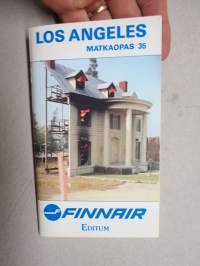 LOS ANGELES
MATKAOPAS 35
FINNAIR
EDITUM